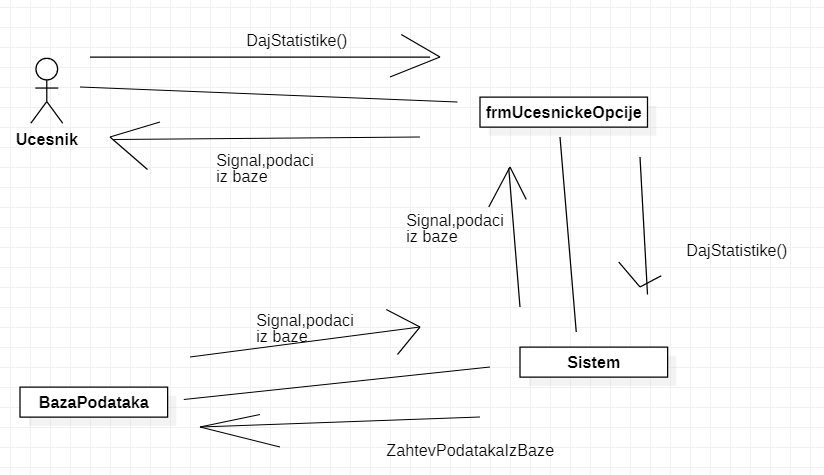 DajStatistike()
frmUcesnickeOpcije
Ucesnik
Signal,podaci
iz baze
Signal,podaci
iz baze
DajStatistike()
Signal,podaci
iz baze
Sistem
BazaPodataka
ZahtevPodatakaIzBaze